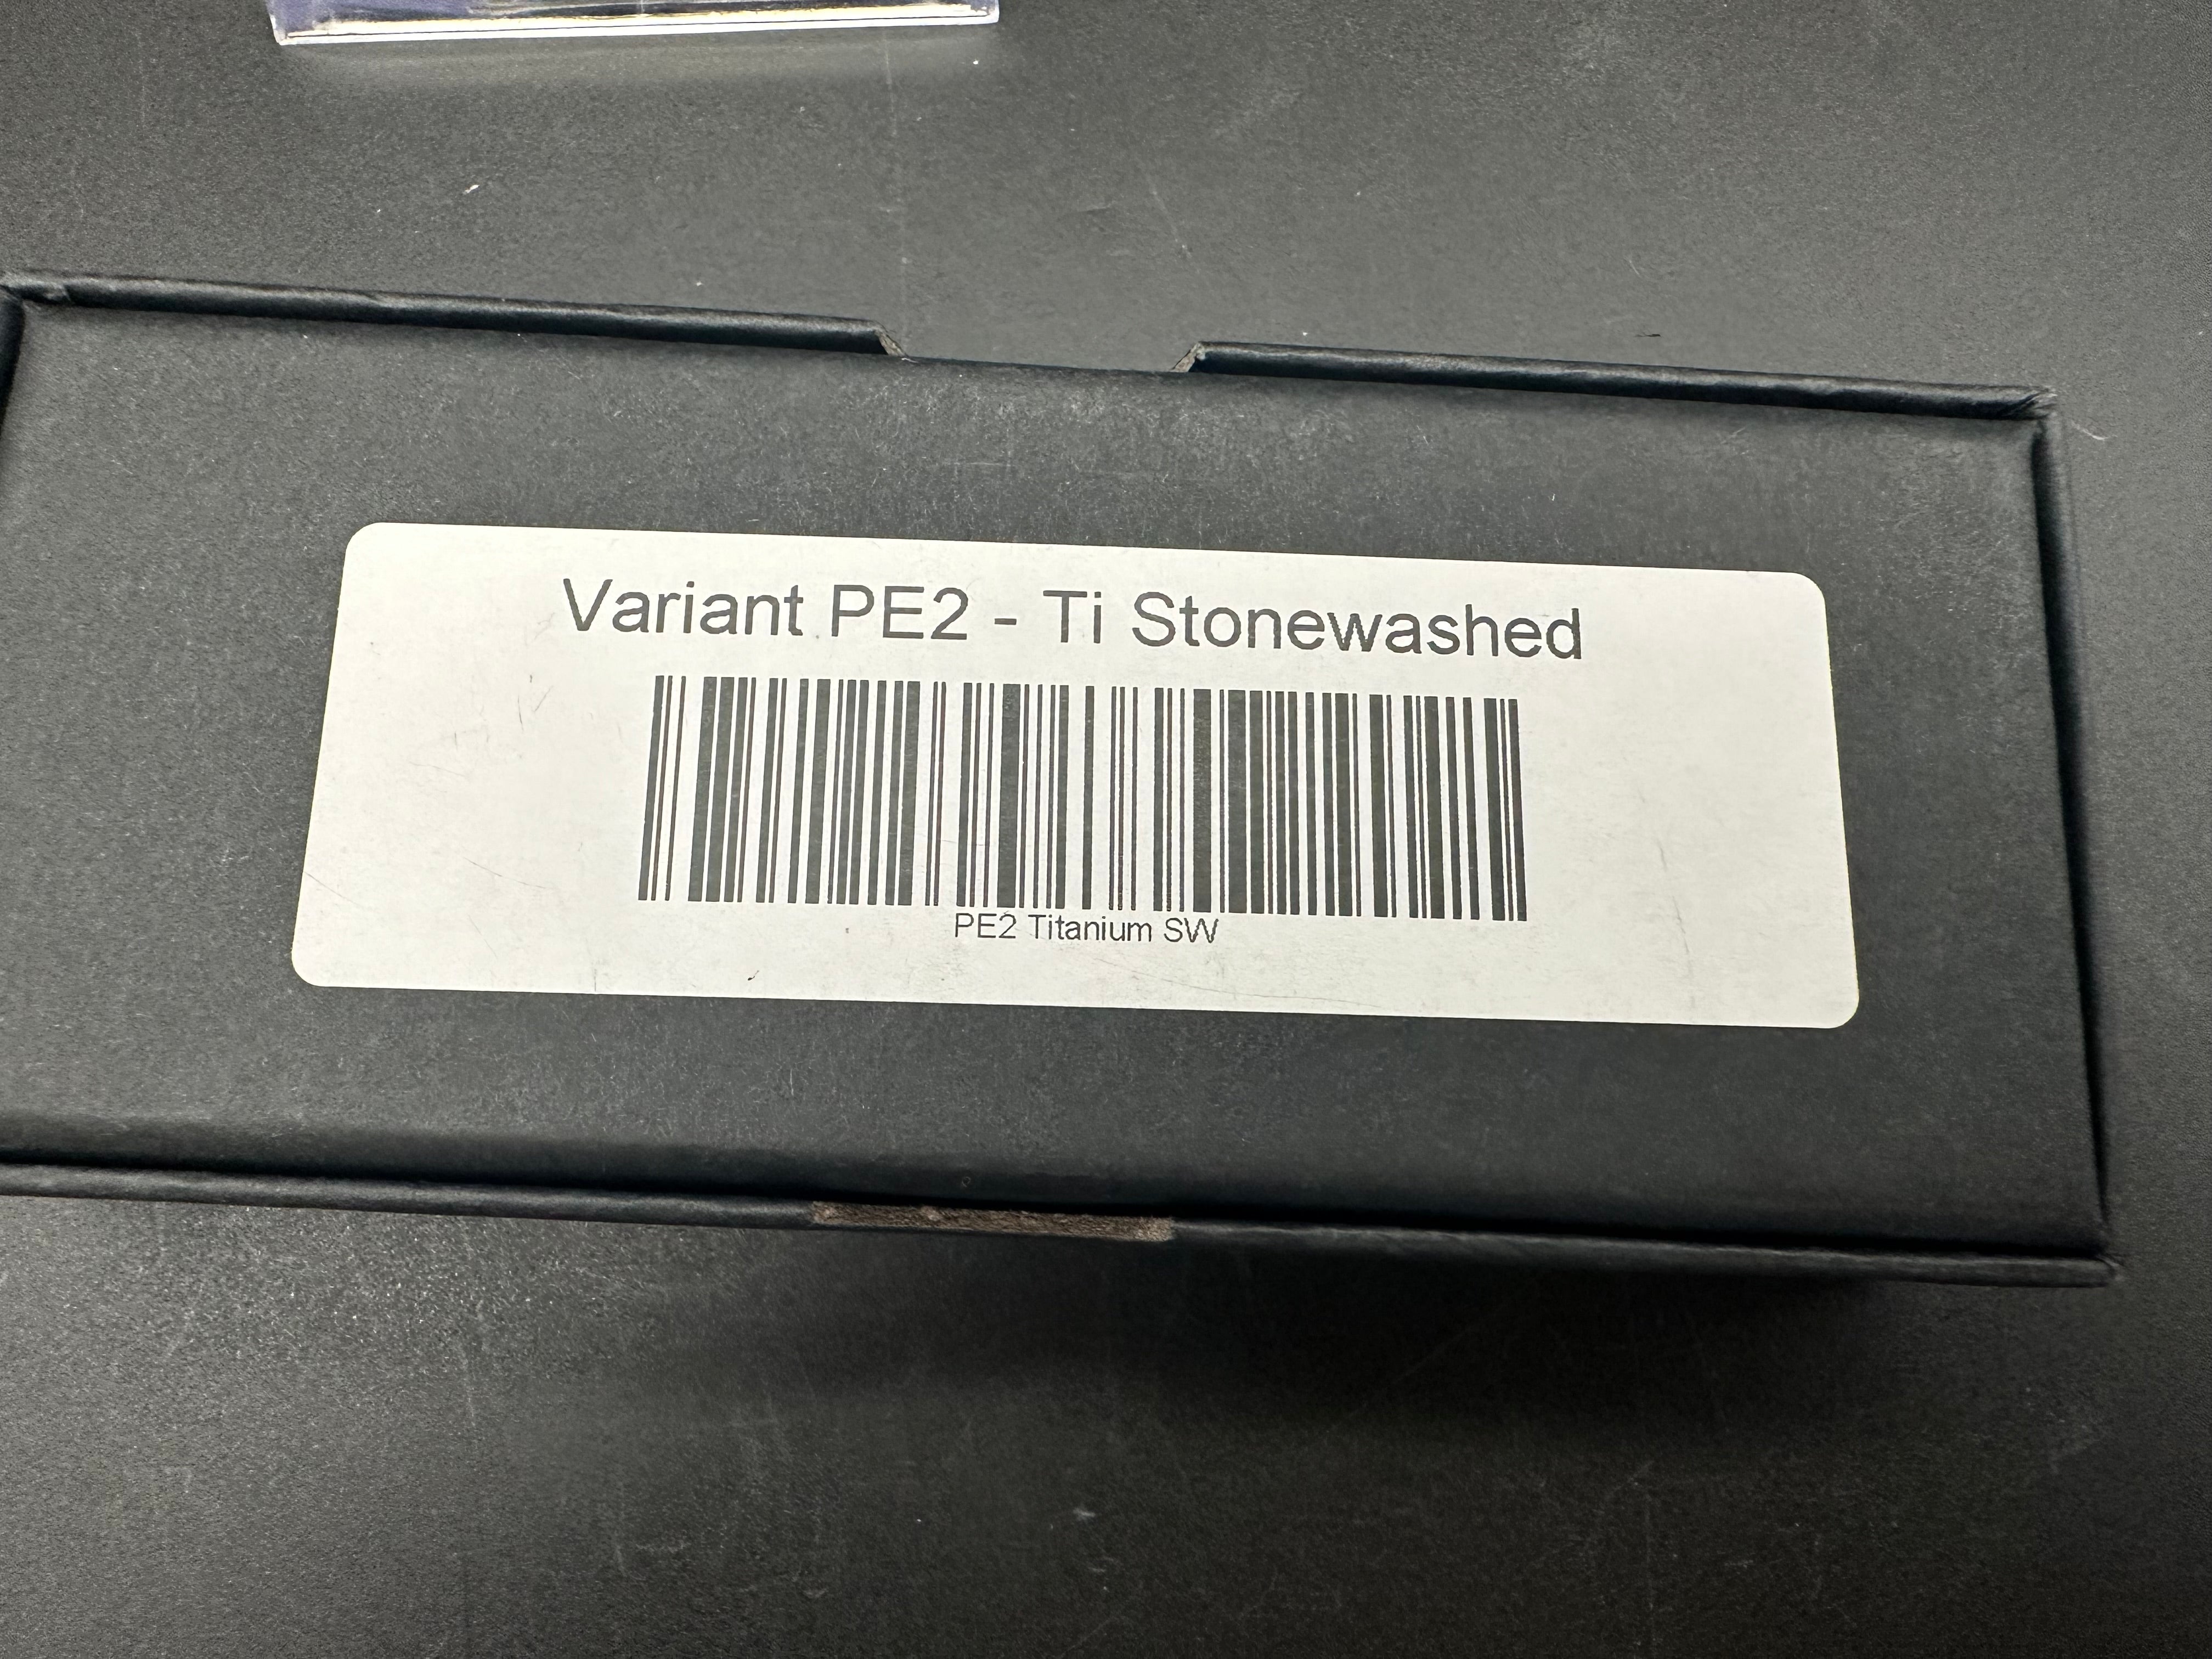 Variant PE2 - Ti Stonewashed
PE2 Titanium SW